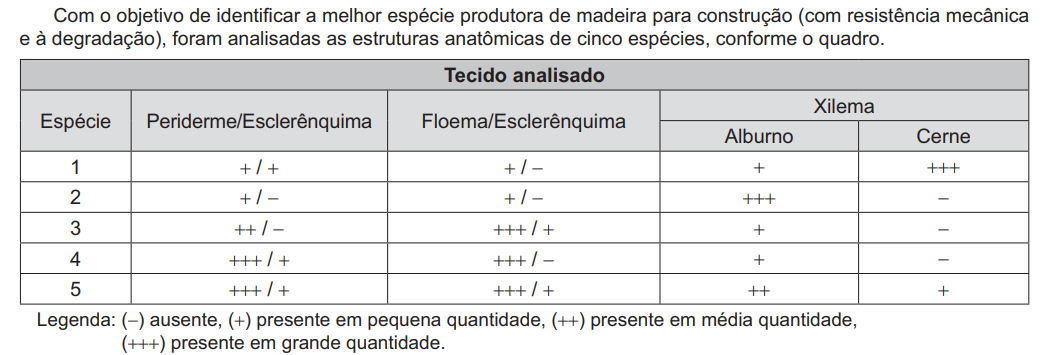 Com o objetivo de identificar a melhor espécie produtora de madeira para construção (com resistência mecânica
e à degradação), foram analisadas as estruturas anatômicas de cinco espécies, conforme o quadro.
Tecido analisado
Espécie Periderme/Esclerênquima Floema/Esclerênquima Xilema
Alburno Cerne
1 + / + + / − + +++
2 + / − + / − +++ −
3 ++ / − +++ / + + −
4 +++ / + +++ / − + −
5 +++ / + +++ / + ++ +
Legenda: (−) ausente, (+) presente em pequena quantidade, (++) presente em média quantidade,
(+++) presente em grande quantidade.